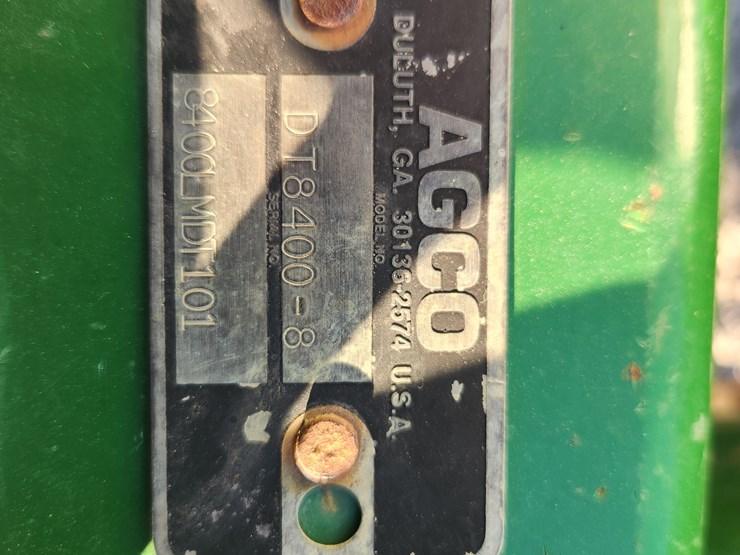 AGCO
DULUTH, GA. 30136-2574 U.S.A.
MODEL NO.
DT8400-8
SERIAL NO.
8400LMDT101